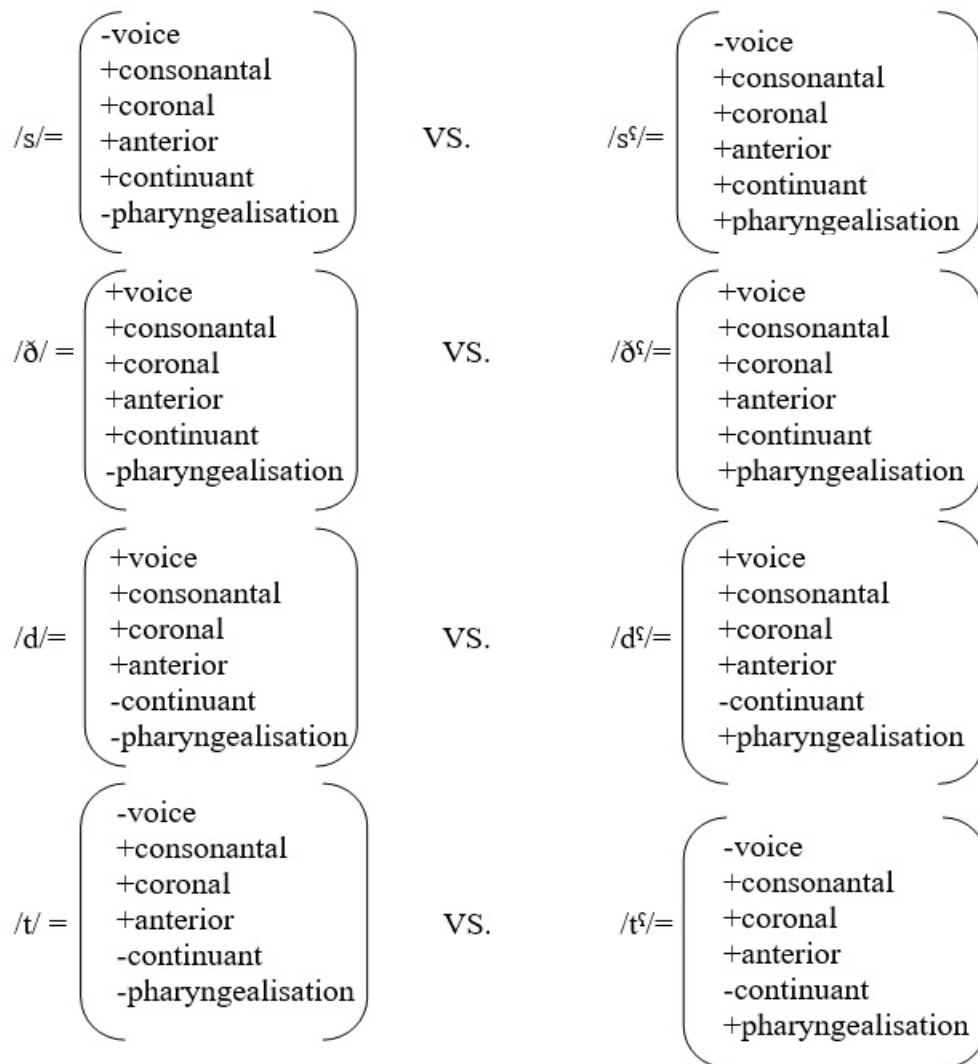 -voice
+consonantal
+coronal
/s/= +anterior
+continuant
-pharyngealisation
VS.
-voice
+consonantal
+coronal
/sˤ/= +anterior
+continuant
+pharyngealisation
+voice
+consonantal
/ð/ = +coronal
+anterior
+continuant
-pharyngealisation
VS.
+voice
+consonantal
/ðˤ/= +coronal
+anterior
+continuant
+pharyngealisation
+voice
+consonantal
/d/= +coronal
+anterior
-continuant
-pharyngealisation
VS.
+voice
+consonantal
/dˤ/= +coronal
+anterior
-continuant
+pharyngealisation
-voice
+consonantal
+coronal
/t/ = +anterior
-continuant
-pharyngealisation
VS.
-voice
+consonantal
/tˤ/= +coronal
+anterior
-continuant
+pharyngealisation